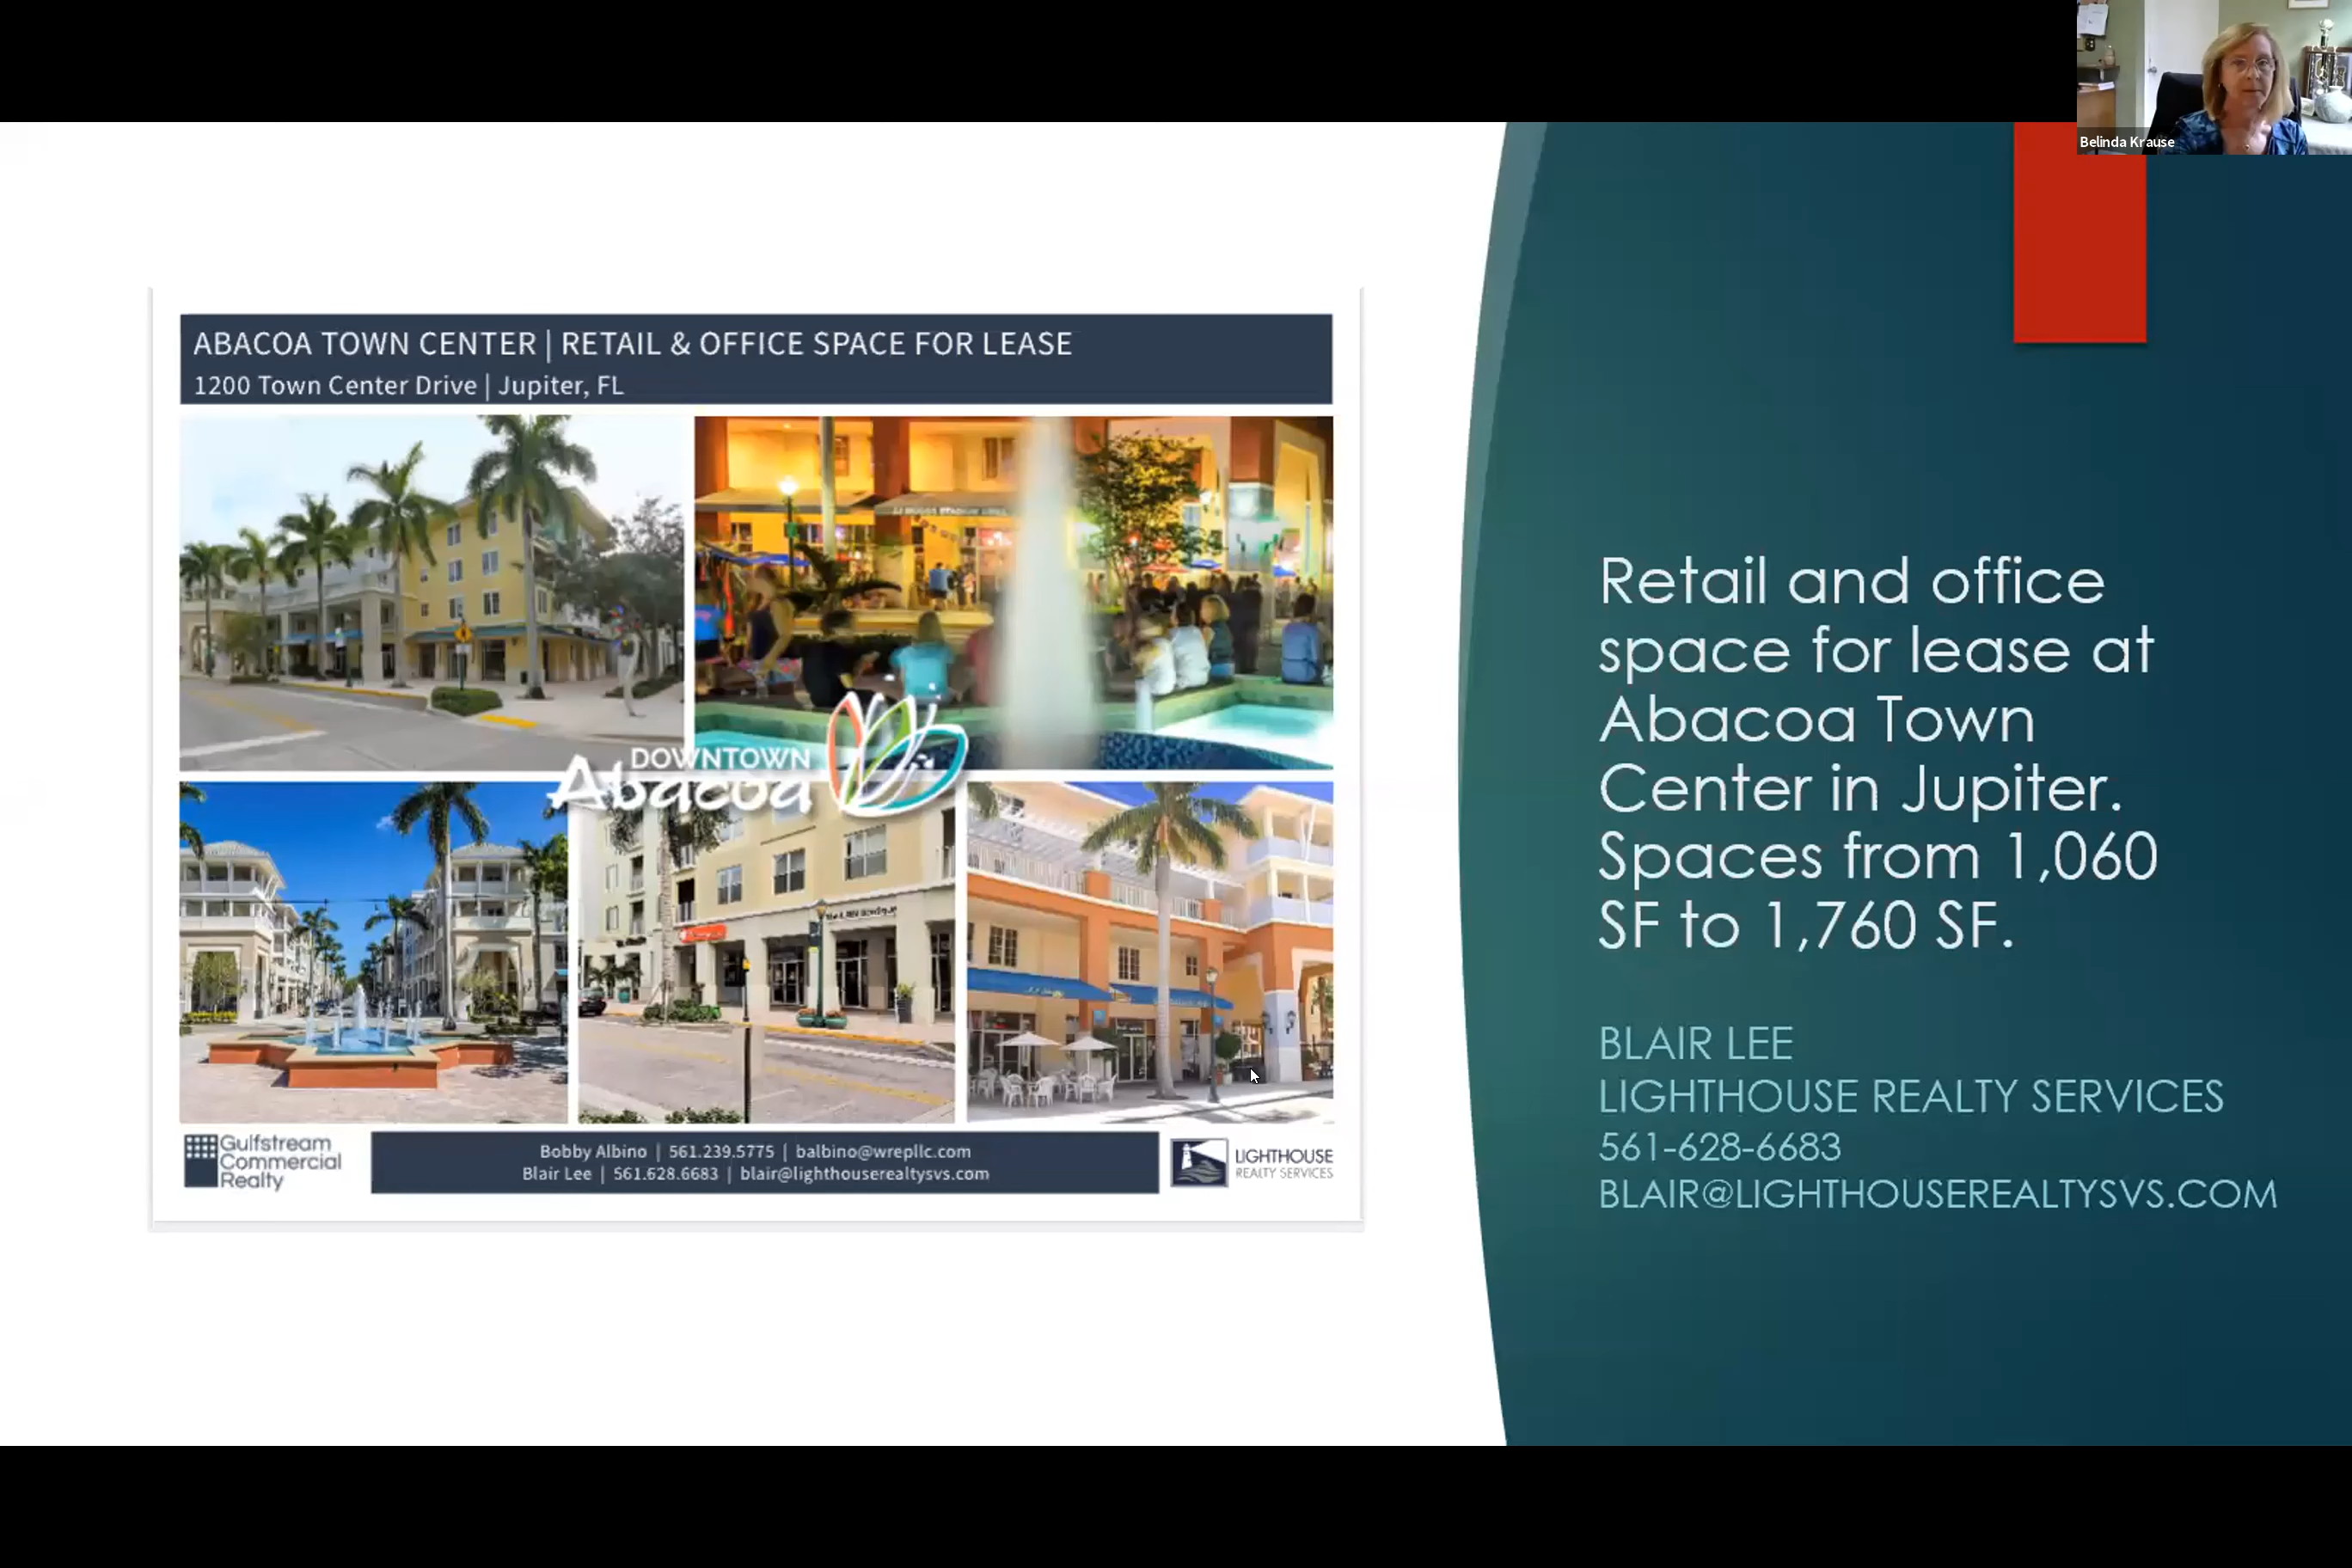 Belinda Krause
ABACOA TOWN CENTER | RETAIL & OFFICE SPACE FOR LEASE
1200 Town Center Drive | Jupiter, FL
DOWNTOWN
Abacoa
Gulfstream
Commercial
Realty
Bobby Albino | 561.239.5775 | balbino@wrepllc.com
Blair Lee | 561.628.6683 | blair@lighthouserealtysvs.com
LIGHTHOUSE
REALTY SERVICES
Retail and office
space for lease at
Abacoa Town
Center in Jupiter.
Spaces from 1,060
SF to 1,760 SF.
BLAIR LEE
LIGHTHOUSE REALTY SERVICES
561-628-6683
BLAIR@LIGHTHOUSEREALTYSVS.COM